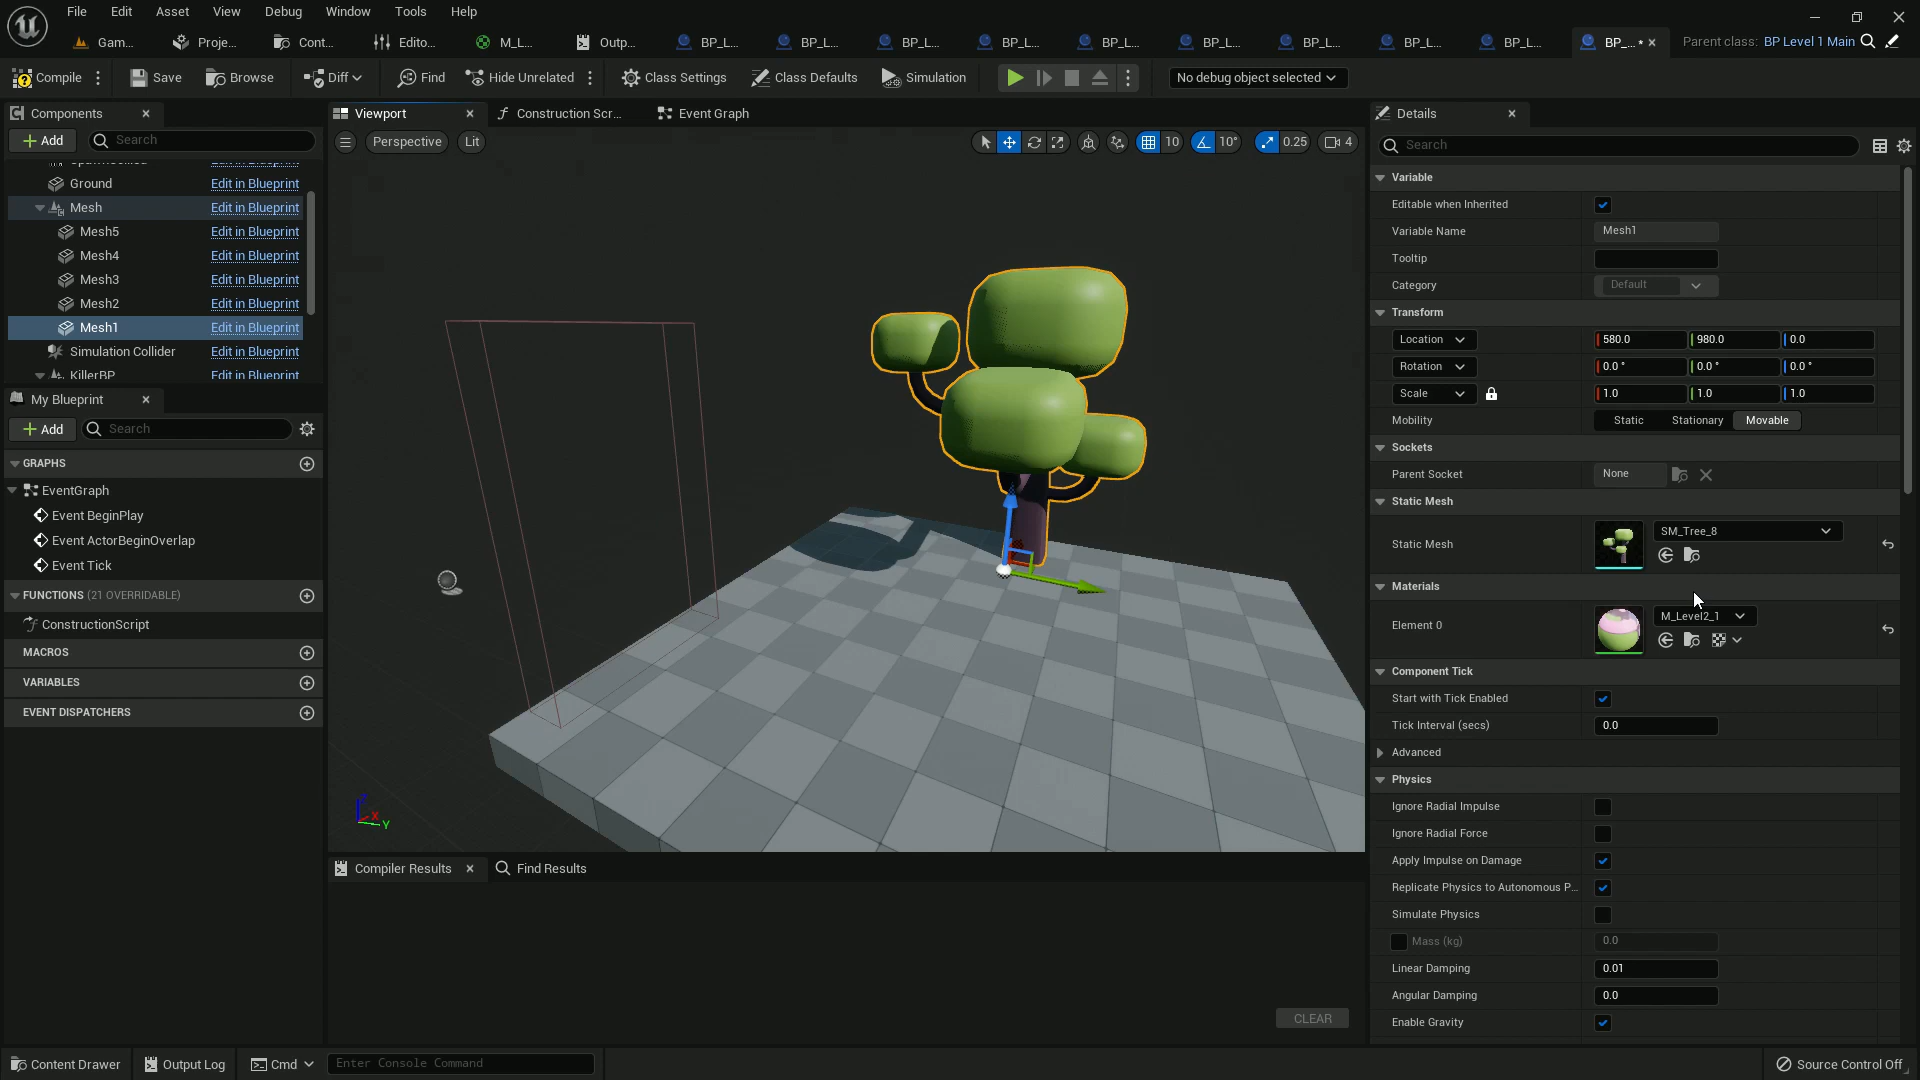 File Edit Asset View Debug Window Tools Help
Gam... Proje... Cont... Edito... M_L... Outp... BP_L... BP_L... BP_L... BP_L... BP_L... BP_L... BP_L... BP_L... BP_L... BP_... * Parent class: BP Level 1 Main
Compile Save Browse Diff Find Hide Unrelated Class Settings Class Defaults Simulation No debug object selected
Components
Add Search
Edit in Blueprint
Ground Edit in Blueprint
Mesh Edit in Blueprint
Mesh5 Edit in Blueprint
Mesh4 Edit in Blueprint
Mesh3 Edit in Blueprint
Mesh2 Edit in Blueprint
Mesh1 Edit in Blueprint
Simulation Collider Edit in Blueprint
KillerBP Edit in Blueprint
My Blueprint
Add Search
GRAPHS
EventGraph
Event BeginPlay
Event ActorBeginOverlap
Event Tick
FUNCTIONS (21 OVERRIDABLE)
ConstructionScript
MACROS
VARIABLES
EVENT DISPATCHERS
Viewport Construction Scr... Event Graph
Perspective Lit 10 10° 0.25 4
Z
X
Y
Compiler Results Find Results
CLEAR
Details
Search
Variable
Editable when Inherited
Variable Name Mesh1
Tooltip
Category Default
Transform
Location 580.0 980.0 0.0
Rotation 0.0 ° 0.0 ° 0.0 °
Scale 1.0 1.0 1.0
Mobility Static Stationary Movable
Sockets
Parent Socket None
Static Mesh
Static Mesh SM_Tree_8
Materials
Element 0 M_Level2_1
Component Tick
Start with Tick Enabled
Tick Interval (secs) 0.0
Advanced
Physics
Ignore Radial Impulse
Ignore Radial Force
Apply Impulse on Damage
Replicate Physics to Autonomous P...
Simulate Physics
Mass (kg) 0.0
Linear Damping 0.01
Angular Damping 0.0
Enable Gravity
Content Drawer Output Log Cmd Enter Console Command Source Control Off